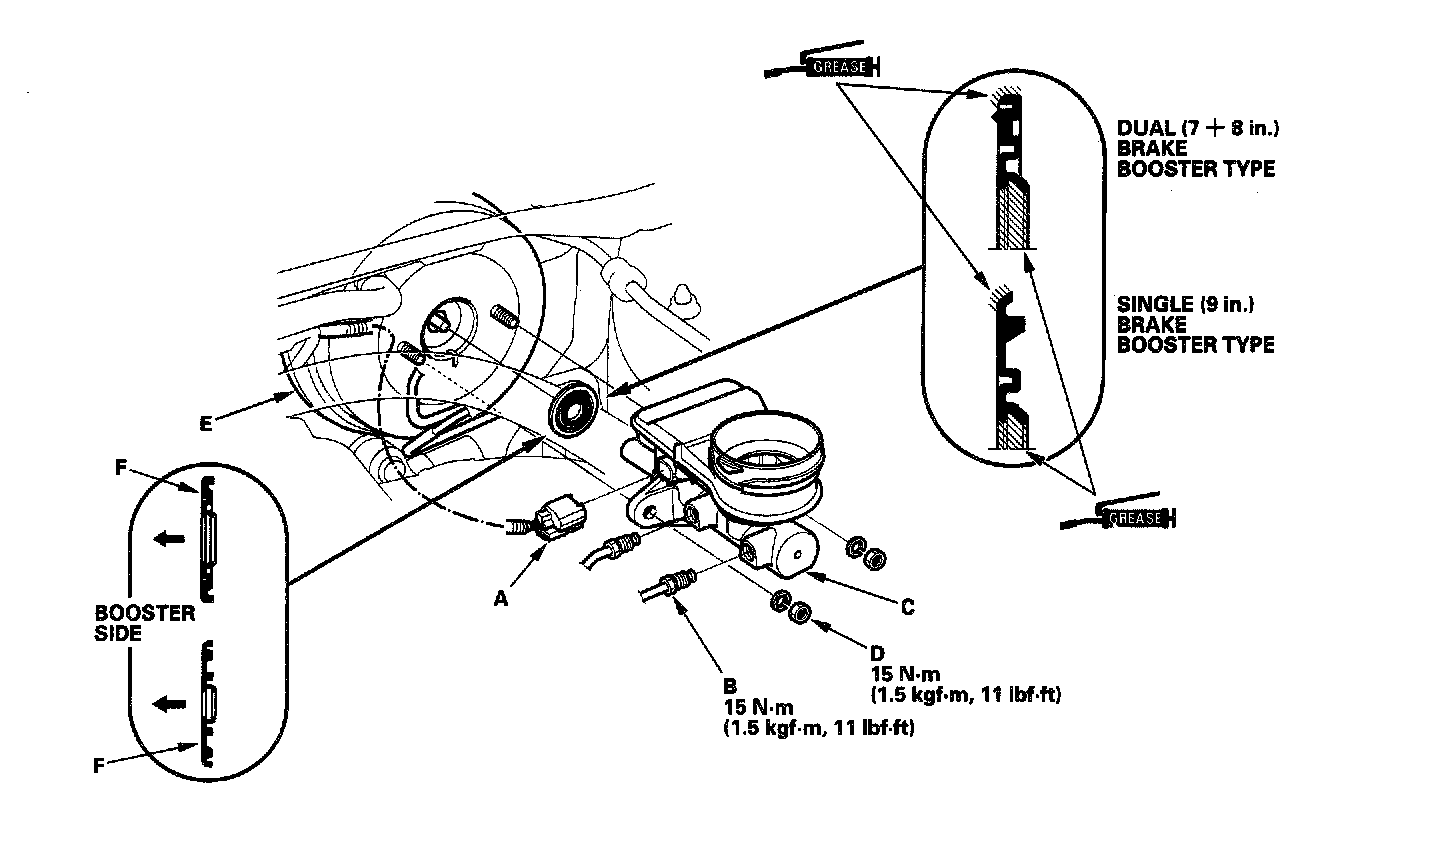 GREASE
DUAL (7 + 8 in.)
BRAKE
BOOSTER TYPE
SINGLE (9 in.)
BRAKE
BOOSTER TYPE
E
F
BOOSTER
SIDE
F
A
GREASE
C
D
15 N·m
(1.5 kgf·m, 11 lbf·ft)
B
15 N·m
(1.5 kgf·m, 11 lbf·ft)